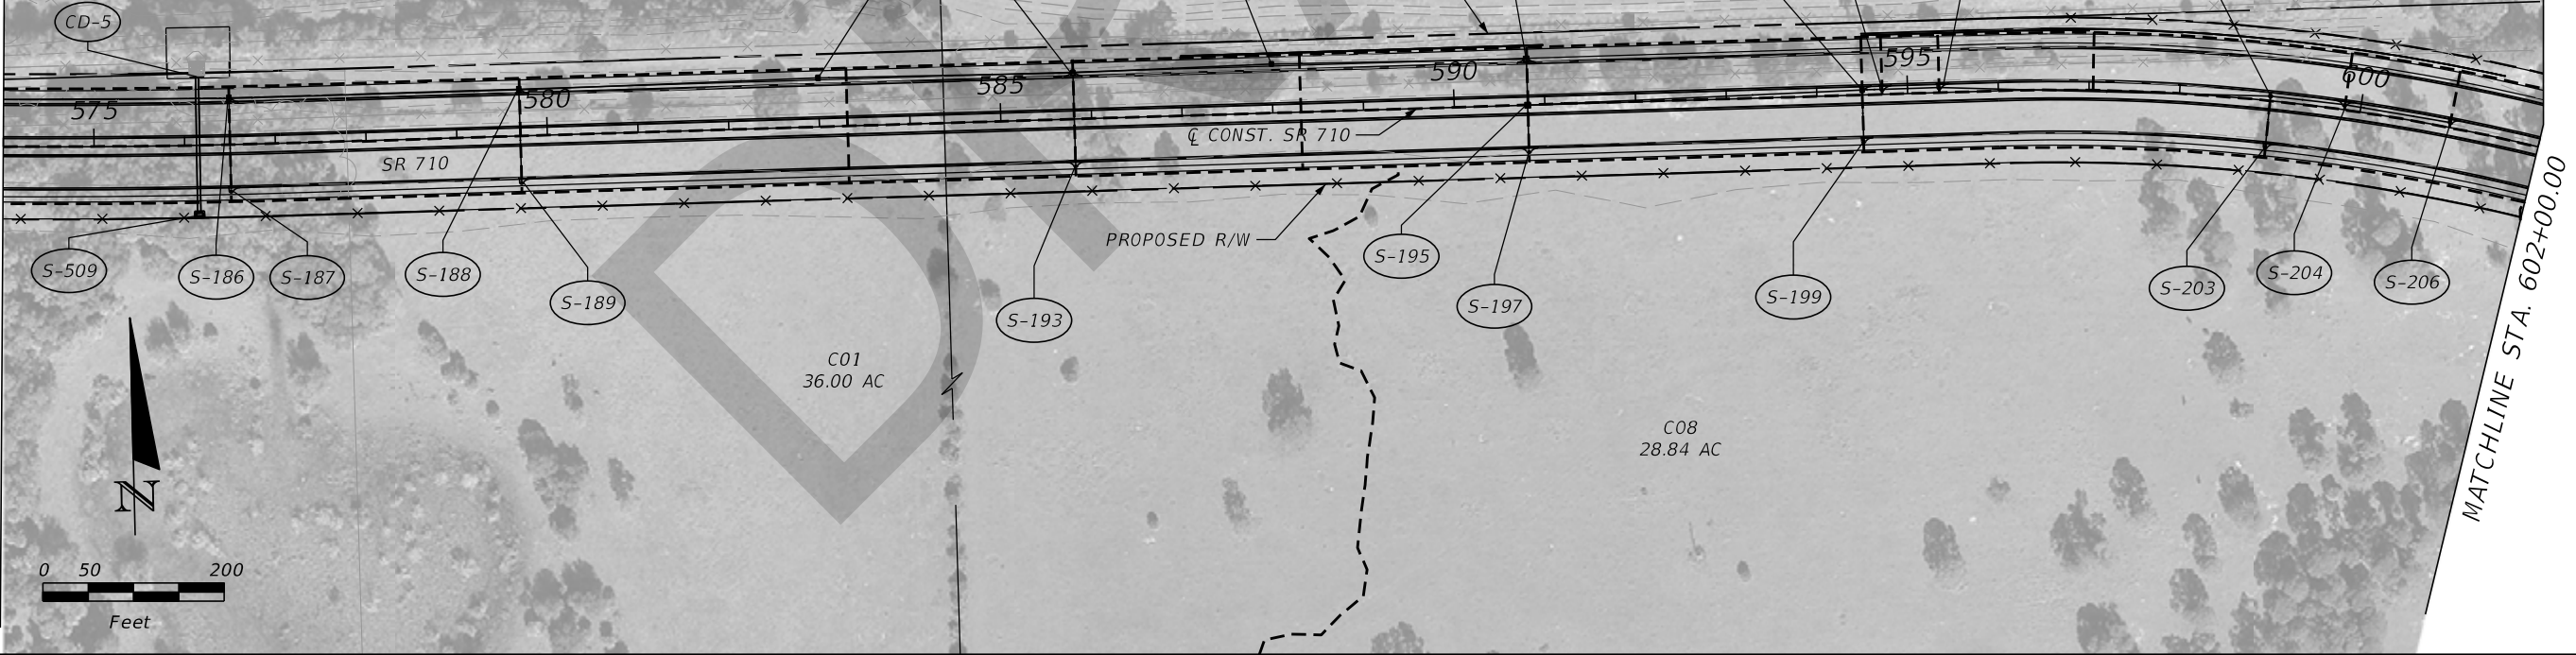 CD-5
575
580
585
590
595
600
℄ CONST. SR 710
SR 710
PROPOSED R/W
S-509
S-186
S-187
S-188
S-189
S-193
S-195
S-197
S-199
S-203
S-204
S-206
C01
36.00 AC
C08
28.84 AC
MATCHLINE STA. 602+00.00
N
0 50 200
Feet